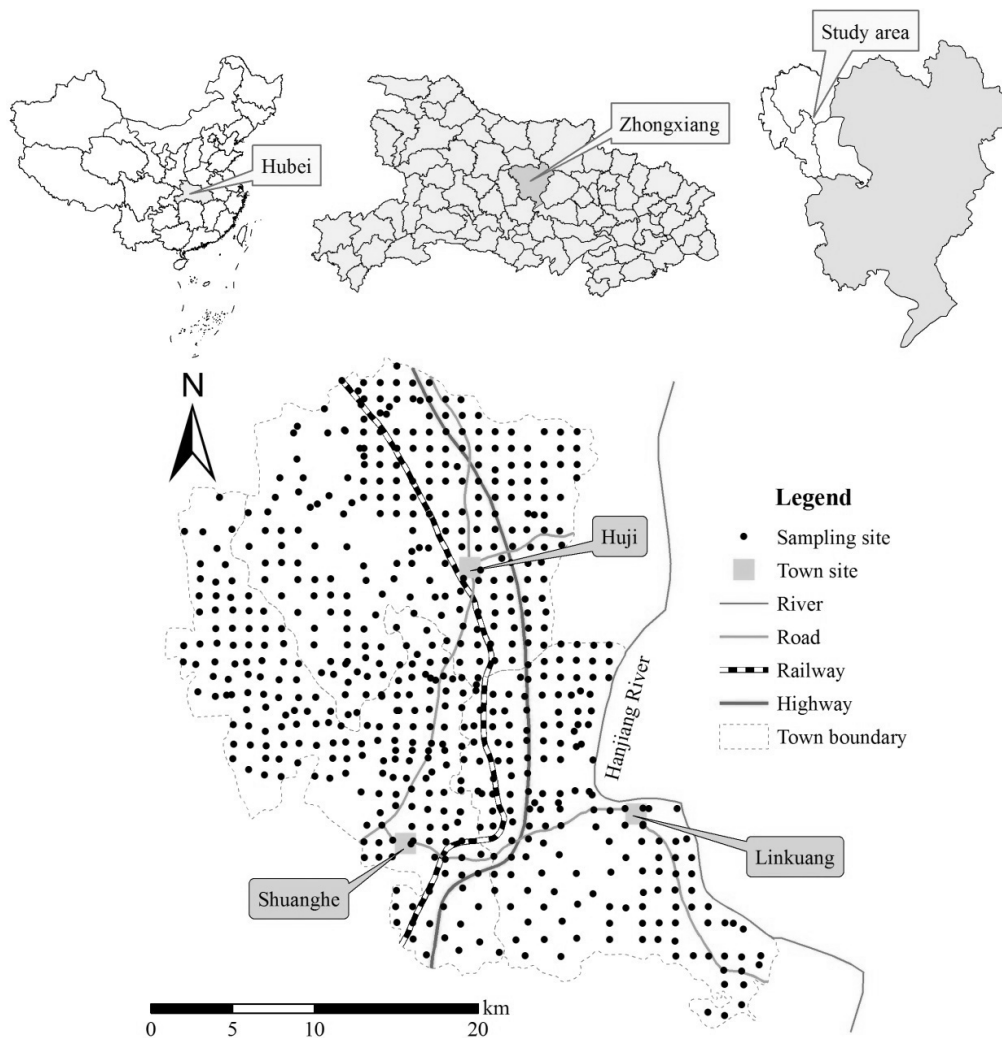 Study area
Zhongxiang
Hubei
N
Huji
Legend
Sampling site
Town site
River
Road
Railway
Highway
Town boundary
Hanjiang River
Linkuang
Shuanghe
km
0 5 10 20